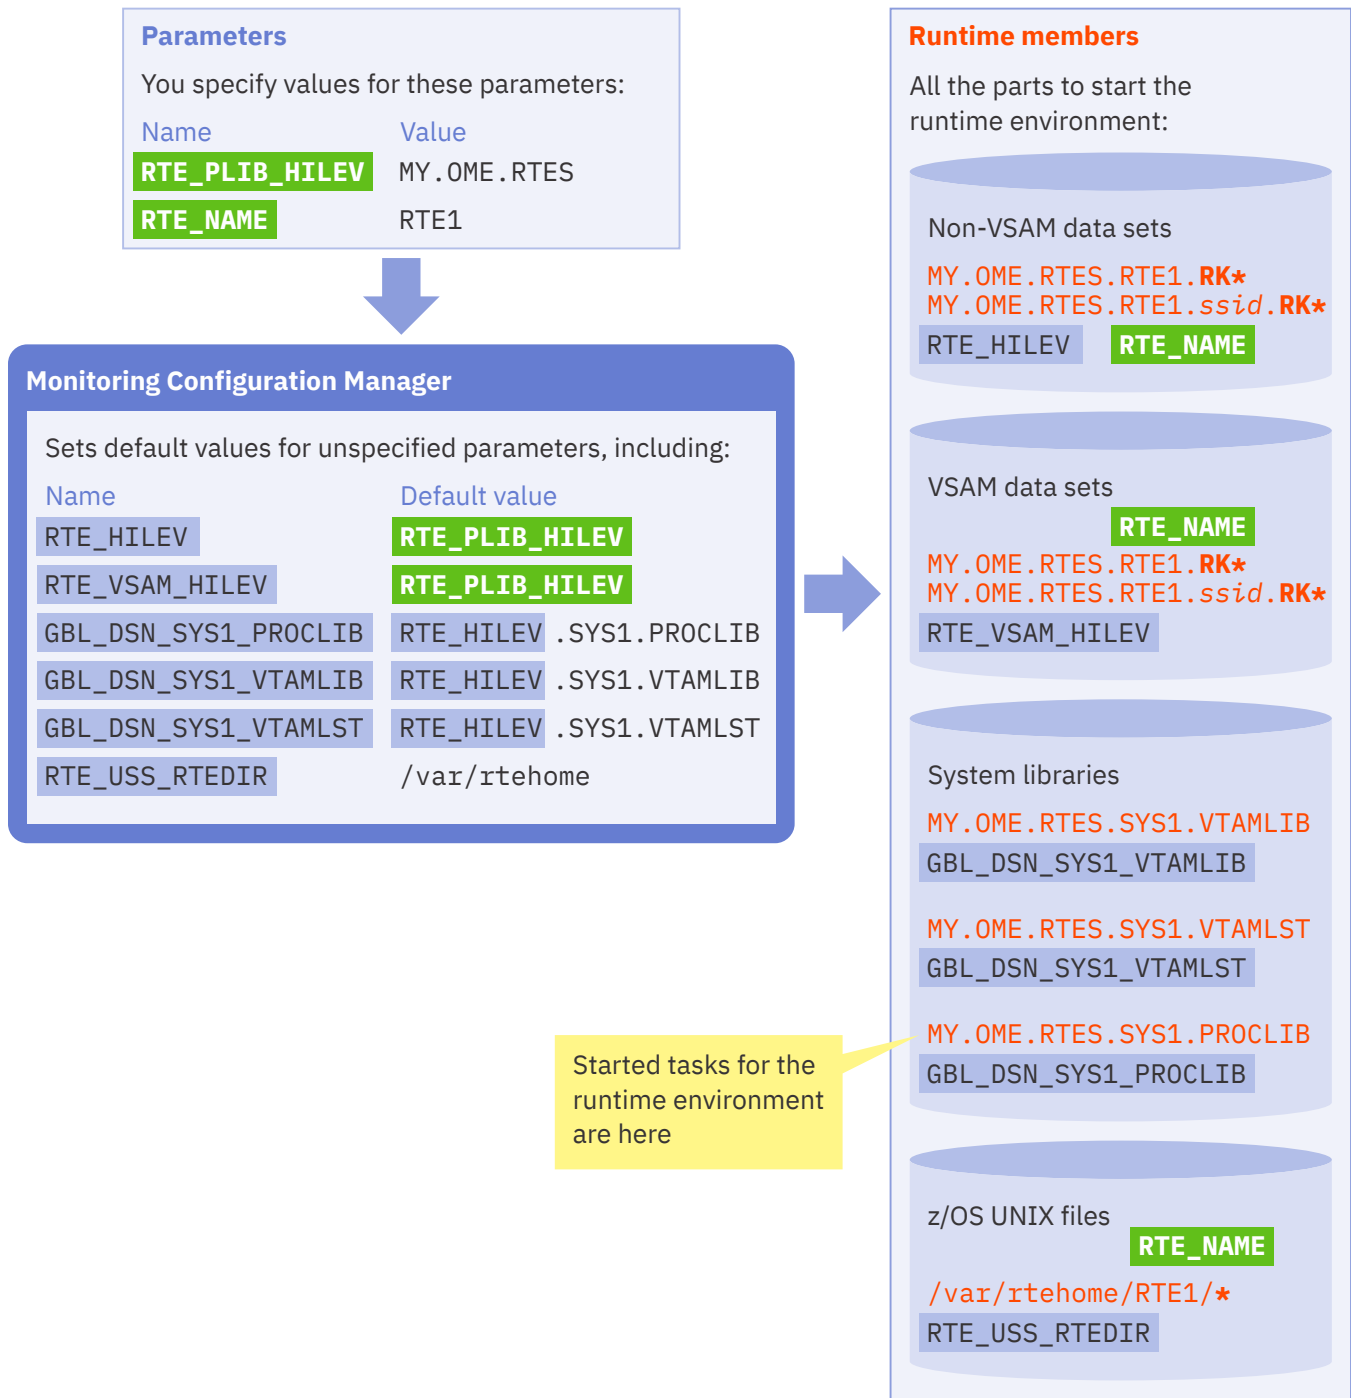 Parameters
You specify values for these parameters:
Name Value
RTE_PLIB_HILEV MY.OME.RTES
RTE_NAME RTE1
Monitoring Configuration Manager
Sets default values for unspecified parameters, including:
Name Default value
RTE_HILEV RTE_PLIB_HILEV
RTE_VSAM_HILEV RTE_PLIB_HILEV
GBL_DSN_SYS1_PROCLIB RTE_HILEV .SYS1.PROCLIB
GBL_DSN_SYS1_VTAMLIB RTE_HILEV .SYS1.VTAMLIB
GBL_DSN_SYS1_VTAMLST RTE_HILEV .SYS1.VTAMLST
RTE_USS_RTEDIR /var/rtehome
Runtime members
All the parts to start the
runtime environment:
Non-VSAM data sets
MY.OME.RTES.RTE1.RK*
MY.OME.RTES.RTE1.ssid.RK*
RTE_HILEV RTE_NAME
VSAM data sets
RTE_NAME
MY.OME.RTES.RTE1.RK*
MY.OME.RTES.RTE1.ssid.RK*
RTE_VSAM_HILEV
System libraries
MY.OME.RTES.SYS1.VTAMLIB
GBL_DSN_SYS1_VTAMLIB
MY.OME.RTES.SYS1.VTAMLST
GBL_DSN_SYS1_VTAMLST
MY.OME.RTES.SYS1.PROCLIB
GBL_DSN_SYS1_PROCLIB
Started tasks for the
runtime environment
are here
z/OS UNIX files
RTE_NAME
/var/rtehome/RTE1/*
RTE_USS_RTEDIR